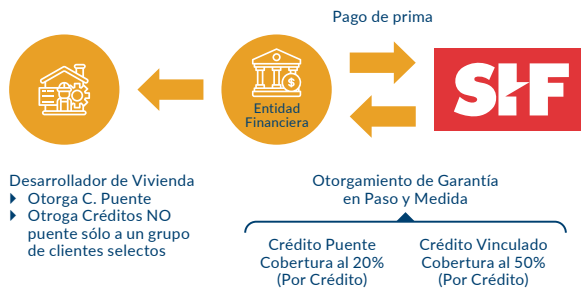 Pago de prima
Entidad
Financiera
SHF
Desarrollador de Vivienda
Otorga C. Puente
Otroga Créditos NO
puente sólo a un grupo
de clientes selectos
Otorgamiento de Garantía
en Paso y Medida
Crédito Puente
Cobertura al 20%
(Por Crédito)
Crédito Vinculado
Cobertura al 50%
(Por Crédito)